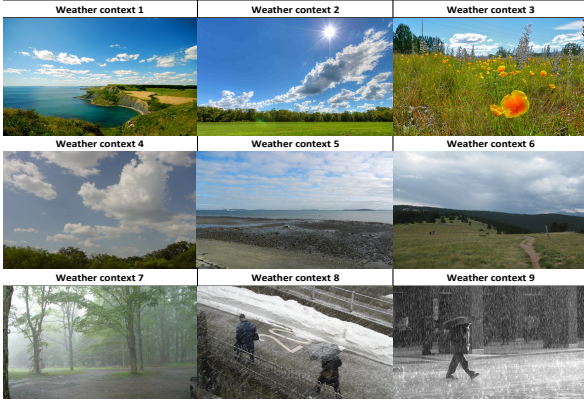 Weather context 1
Weather context 2
Weather context 3
Weather context 4
Weather context 5
Weather context 6
Weather context 7
Weather context 8
Weather context 9